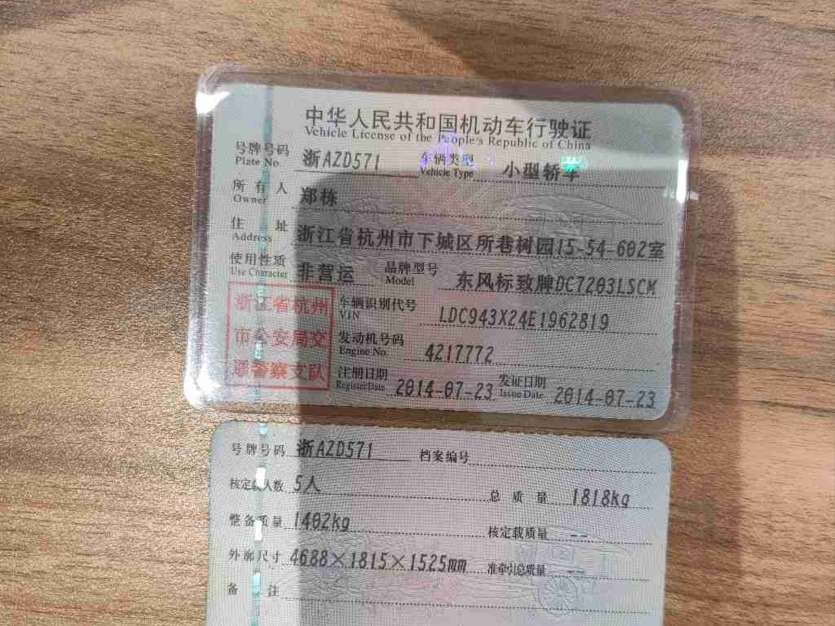 中华人民共和国机动车行驶证
Vehicle License of the People's Republic of China
号牌号码 浙AZD571 车辆类型 小型轿车
Plate No. Vehicle Type
所有人 郑栋
Owner
住址 浙江省杭州市下城区所巷树园15-54-602室
Address
使用性质 非营运 品牌型号 东风标致牌DC7203LSCM
Use Character Model
浙江省杭州
市公安局交
通警察支队
车辆识别代号 LDC943X24E1962819
VIN
发动机号码 4217772
Engine No.
注册日期 2014-07-23 发证日期 2014-07-23
Register Date Issue Date
号牌号码 浙AZD571 档案编号
核定载人数 5人 总质量 1818kg
整备质量 1402kg 核定载质量 --
外廓尺寸 4688×1815×1525mm 准牵引总质量 --
备注